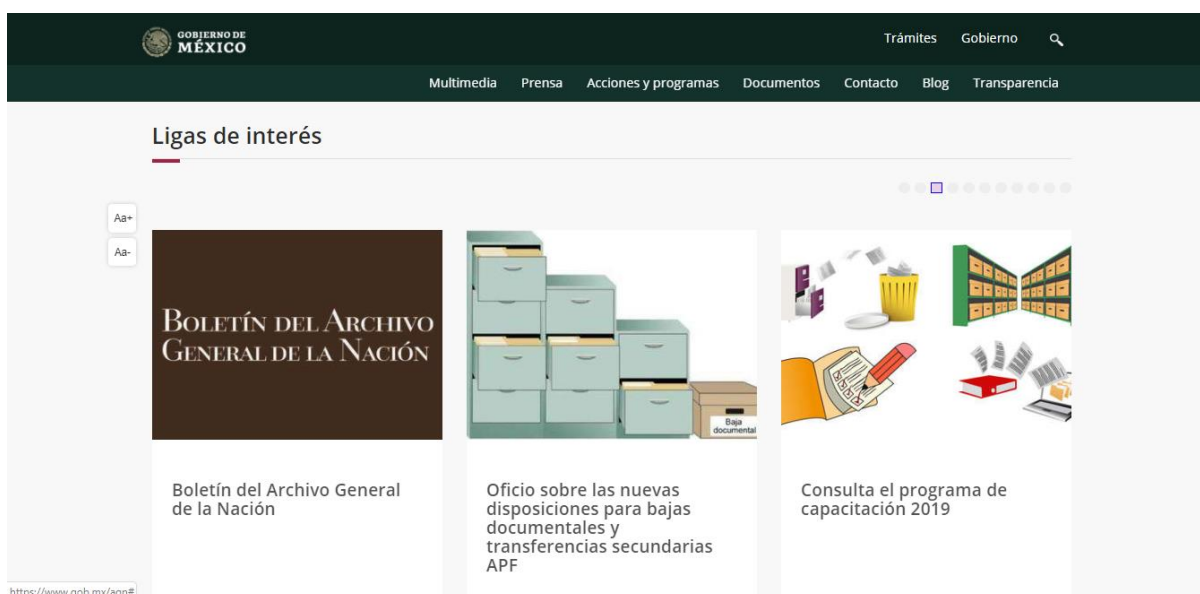 GOBIERNO DE
MÉXICO
Trámites Gobierno
Multimedia Prensa Acciones y programas Documentos Contacto Blog Transparencia
Ligas de interés
Aa+
Aa-
BOLETÍN DEL ARCHIVO
GENERAL DE LA NACIÓN
Baja
documental
Boletín del Archivo General
de la Nación
Oficio sobre las nuevas
disposiciones para bajas
documentales y
transferencias secundarias
APF
Consulta el programa de
capacitación 2019
https://www.gob.mx/agn#